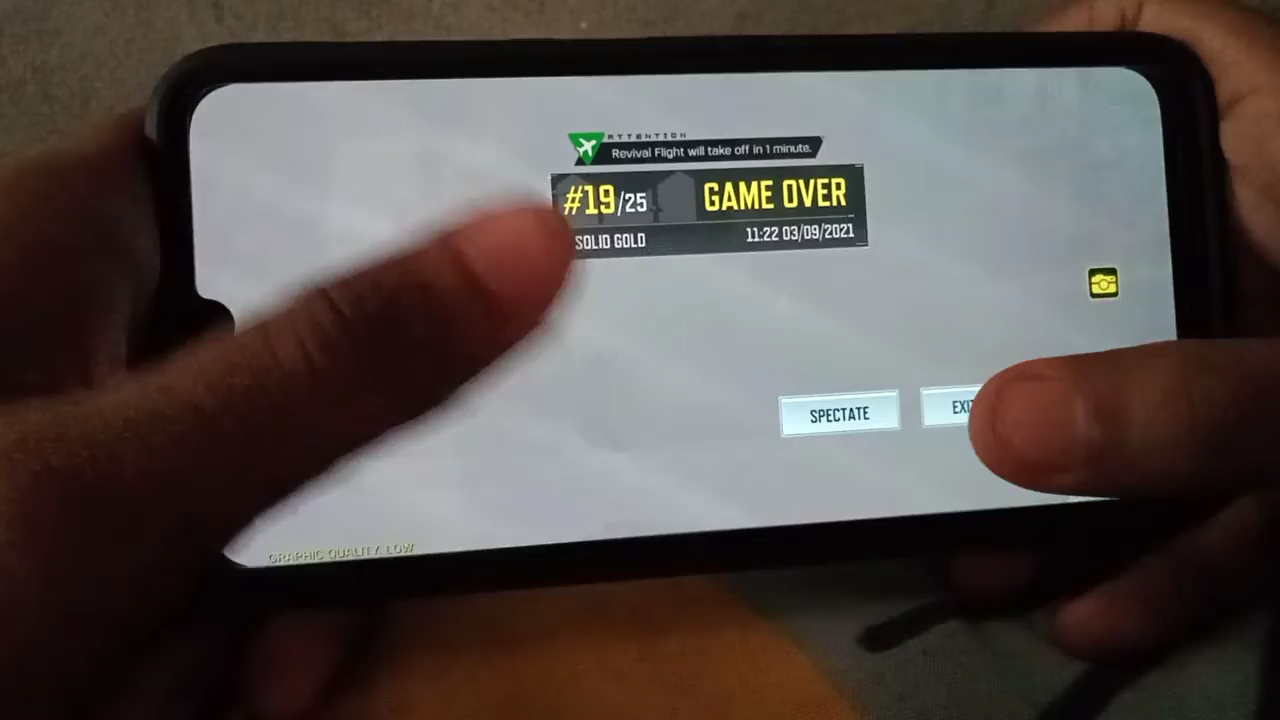 ATTENTION
Revival Flight will take off in 1 minute.
#19/25 GAME OVER
SOLID GOLD 11:22 03/09/2021
SPECTATE
GRAPHIC QUALITY: LOW